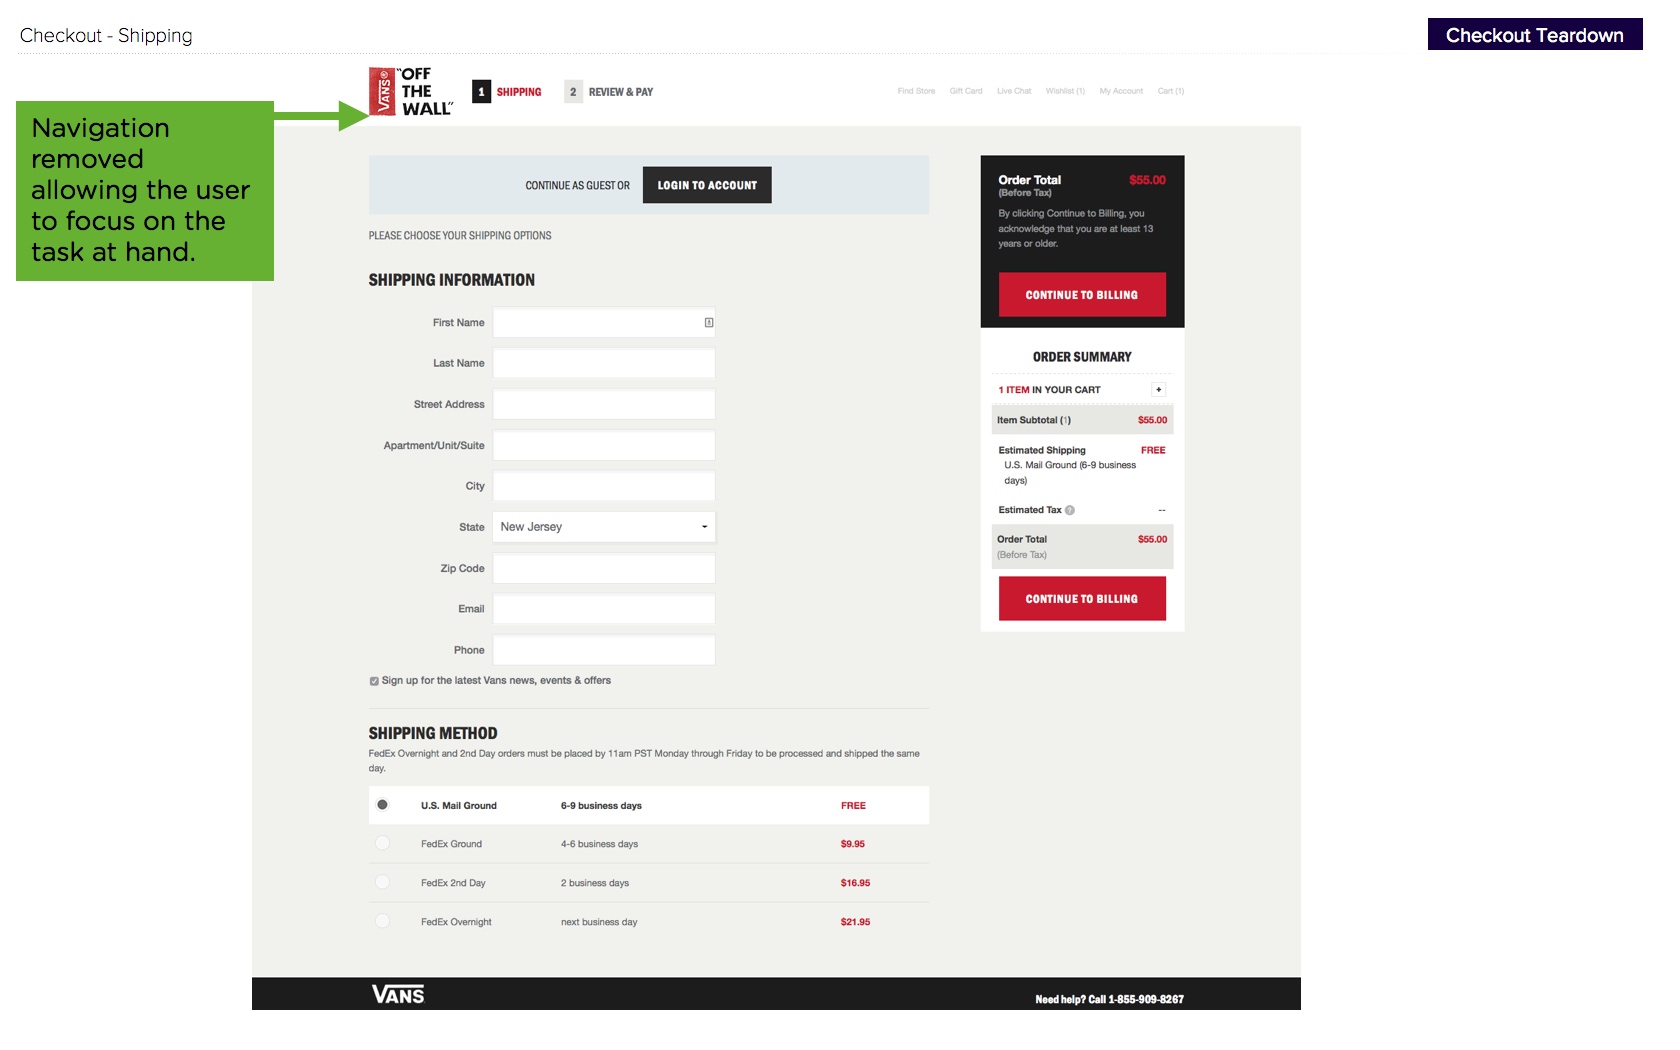 Checkout - Shipping
Checkout Teardown
Navigation
removed
allowing the user
to focus on the
task at hand.
VANS®
"OFF
THE
WALL"
1 SHIPPING
2 REVIEW & PAY
Find Store Gift Card Live Chat Wishlist (1) My Account Cart (1)
CONTINUE AS GUEST OR LOGIN TO ACCOUNT
PLEASE CHOOSE YOUR SHIPPING OPTIONS
SHIPPING INFORMATION
First Name
Last Name
Street Address
Apartment/Unit/Suite
City
State New Jersey
Zip Code
Email
Phone
Sign up for the latest Vans news, events & offers
SHIPPING METHOD
FedEx Overnight and 2nd Day orders must be placed by 11am PST Monday through Friday to be processed and shipped the same
day.
U.S. Mail Ground 6-9 business days FREE
FedEx Ground 4-6 business days $9.95
FedEx 2nd Day 2 business days $16.95
FedEx Overnight next business day $21.95
Order Total $55.00
(Before Tax)
By clicking Continue to Billing, you
acknowledge that you are at least 13
years or older.
CONTINUE TO BILLING
ORDER SUMMARY
1 ITEM IN YOUR CART +
Item Subtotal (1) $55.00
Estimated Shipping FREE
U.S. Mail Ground (6-9 business
days)
Estimated Tax ? --
Order Total $55.00
(Before Tax)
CONTINUE TO BILLING
VANS
Need help? Call 1-855-909-8267